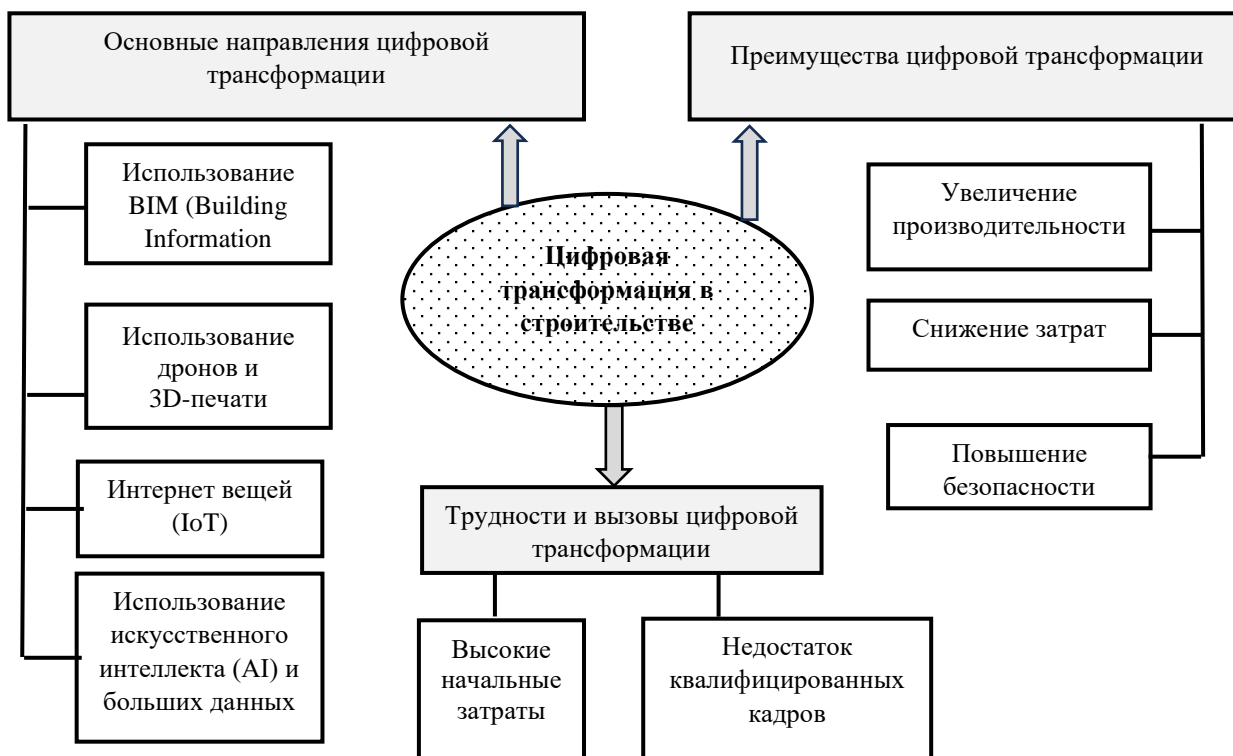 Основные направления цифровой
трансформации
Преимущества цифровой трансформации
Использование
BIM (Building
Information
Использование
дронов и
3D-печати
Интернет вещей
(IoT)
Использование
искусственного
интеллекта (AI) и
больших данных
Цифровая
трансформация в
строительстве
Увеличение
производительности
Снижение затрат
Повышение
безопасности
Трудности и вызовы цифровой
трансформации
Высокие
начальные
затраты
Недостаток
квалифицированных
кадров